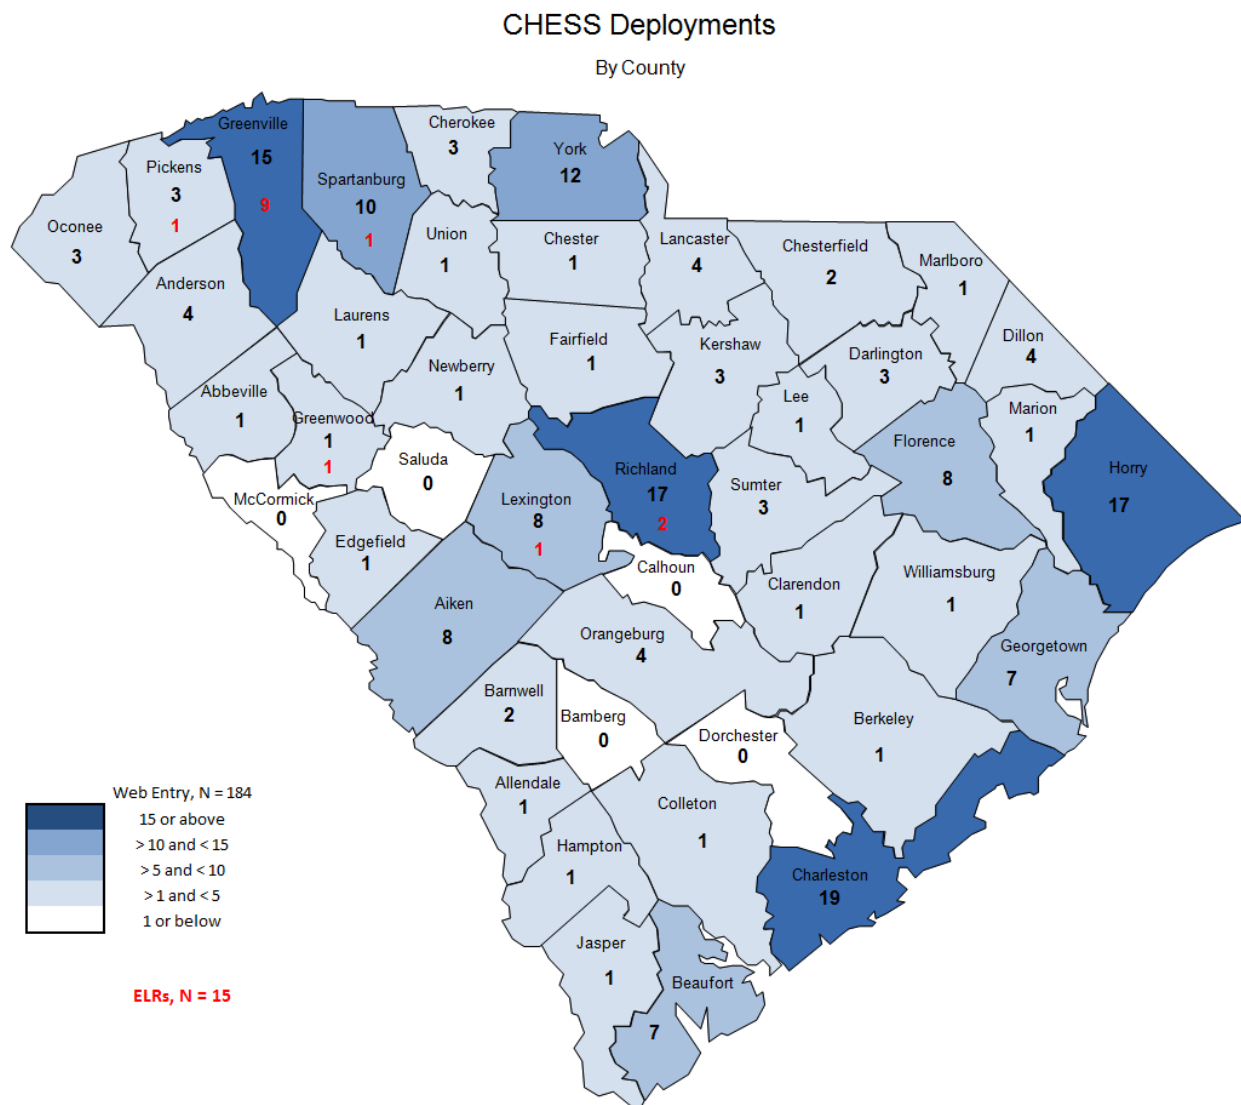 CHESS Deployments
By County
Greenville
15
9
Pickens
3
1
Oconee
3
Spartanburg
10
1
Cherokee
3
York
12
Union
1
Chester
1
Lancaster
4
Chesterfield
2
Marlboro
1
Anderson
4
Laurens
1
Newberry
1
Fairfield
1
Kershaw
3
Darlington
3
Dillon
4
Abbeville
1
Greenwood
1
1
Saluda
0
Lexington
8
1
Richland
17
2
Lee
1
Sumter
3
Florence
8
Marion
1
Horry
17
McCormick
0
Edgefield
1
Aiken
8
Calhoun
0
Clarendon
1
Williamsburg
1
Georgetown
7
Orangeburg
4
Barnwell
2
Bamberg
0
Dorchester
0
Berkeley
1
Allendale
1
Hampton
1
Colleton
1
Charleston
19
Jasper
1
Beaufort
7
Web Entry, N = 184
15 or above
> 10 and < 15
> 5 and < 10
> 1 and < 5
1 or below
ELRs, N = 15